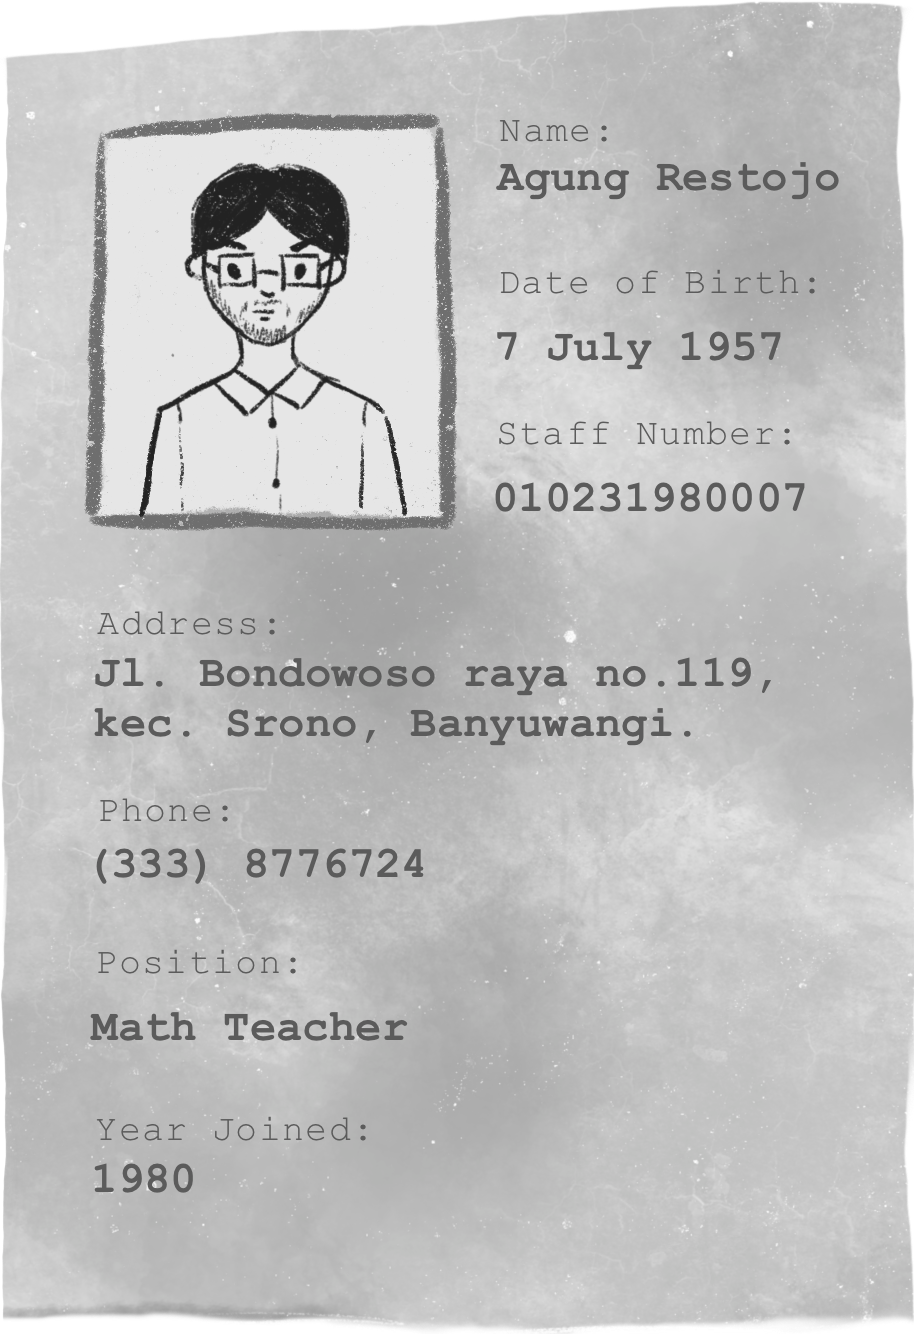 Name:
Agung Restojo
Date of Birth:
7 July 1957
Staff Number:
010231980007
Address:
Jl. Bondowoso raya no.119,
kec. Srono, Banyuwangi.
Phone:
(333) 8776724
Position:
Math Teacher
Year Joined:
1980